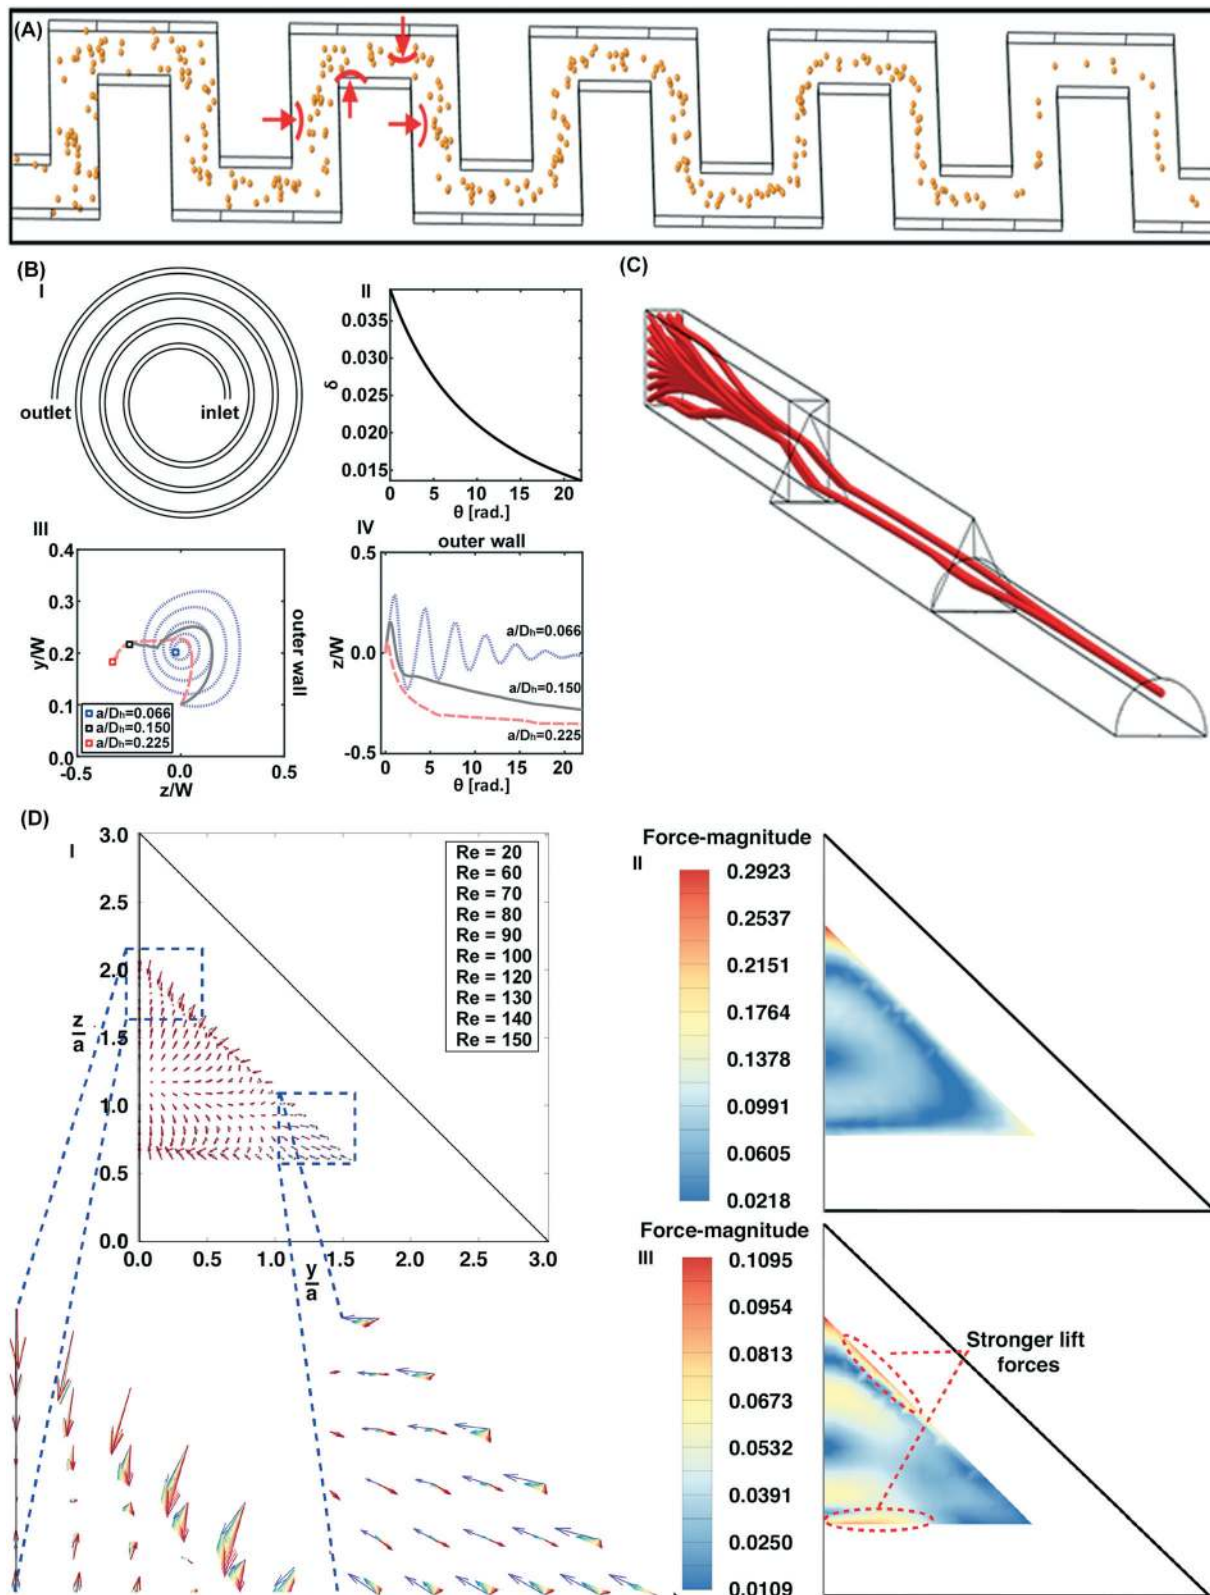 (A)
(B)
I
outlet
inlet
II
0.035
0.030
δ
0.025
0.020
0.015
0
5
10
15
20
θ [rad.]
(C)
III
0.4
0.3
y/W
0.2
0.1
0.0
-0.5
0.0
0.5
z/W
outer wall
a/Dh=0.066
a/Dh=0.150
a/Dh=0.225
IV
outer wall
0.5
z/W
0.0
-0.5
a/Dh=0.066
a/Dh=0.150
a/Dh=0.225
0
5
10
15
20
θ [rad.]
(D)
I
3.0
2.5
2.0
z/a
1.5
1.0
0.5
0.0
0.0
0.5
1.0
1.5
2.0
2.5
3.0
y/a
Re = 20
Re = 60
Re = 70
Re = 80
Re = 90
Re = 100
Re = 120
Re = 130
Re = 140
Re = 150
Force-magnitude
II
0.2923
0.2537
0.2151
0.1764
0.1378
0.0991
0.0605
0.0218
Force-magnitude
III
0.1095
0.0954
0.0813
0.0673
0.0532
0.0391
0.0250
0.0109
Stronger lift
forces